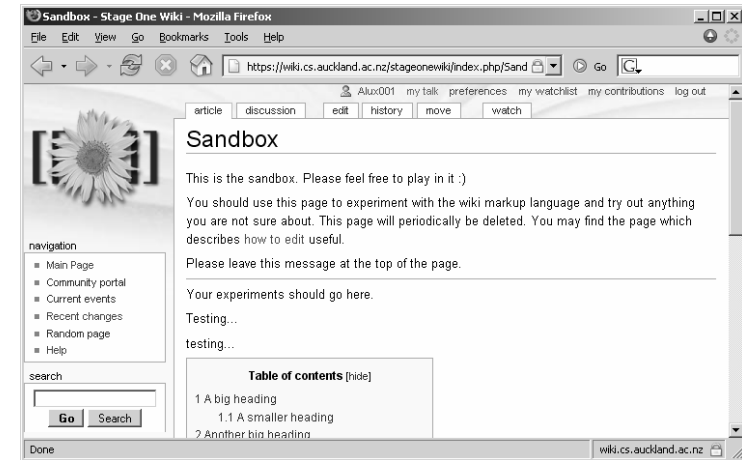 Sandbox - Stage One Wiki - Mozilla Firefox
File Edit View Go Bookmarks Tools Help
https://wiki.cs.auckland.ac.nz/stageonewiki/index.php/Sand Go G
Alux001 my talk preferences my watchlist my contributions log out
article discussion edit history move watch
Sandbox
This is the sandbox. Please feel free to play in it :)
You should use this page to experiment with the wiki markup language and try out anything
you are not sure about. This page will periodically be deleted. You may find the page which
describes how to edit useful.
Please leave this message at the top of the page.
Your experiments should go here.
Testing...
testing...
Table of contents [hide]
1 A big heading
1.1 A smaller heading
2 Another big heading
navigation
Main Page
Community portal
Current events
Recent changes
Random page
Help
search
Go Search
Done wiki.cs.auckland.ac.nz